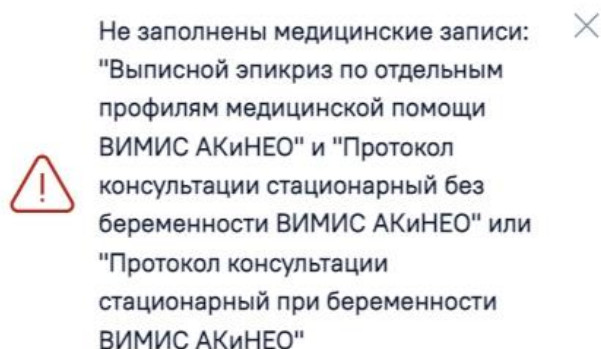 Не заполнены медицинские записи:
"Выписной эпикриз по отдельным
профилям медицинской помощи
ВИМИС АКиНЕО" и "Протокол
консультации стационарный без
беременности ВИМИС АКиНЕО" или
"Протокол консультации
стационарный при беременности
ВИМИС АКиНЕО"